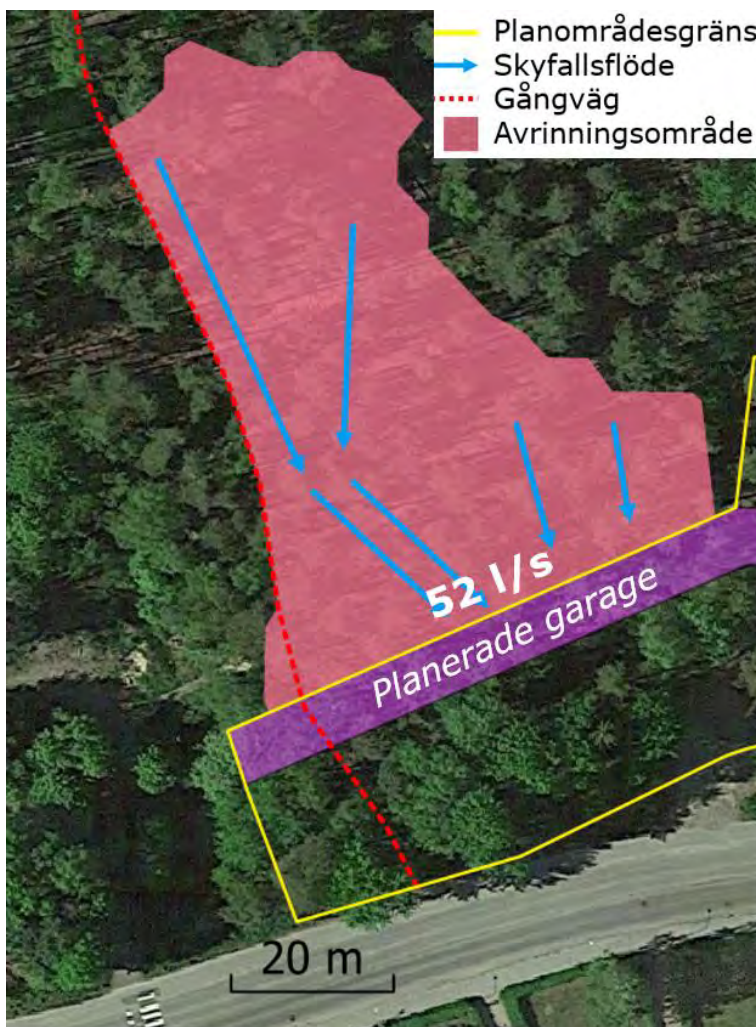 Planområdesgräns
Skyfallsflöde
Gångväg
Avrinningsområde
52 l/s
Planerade garage
20 m